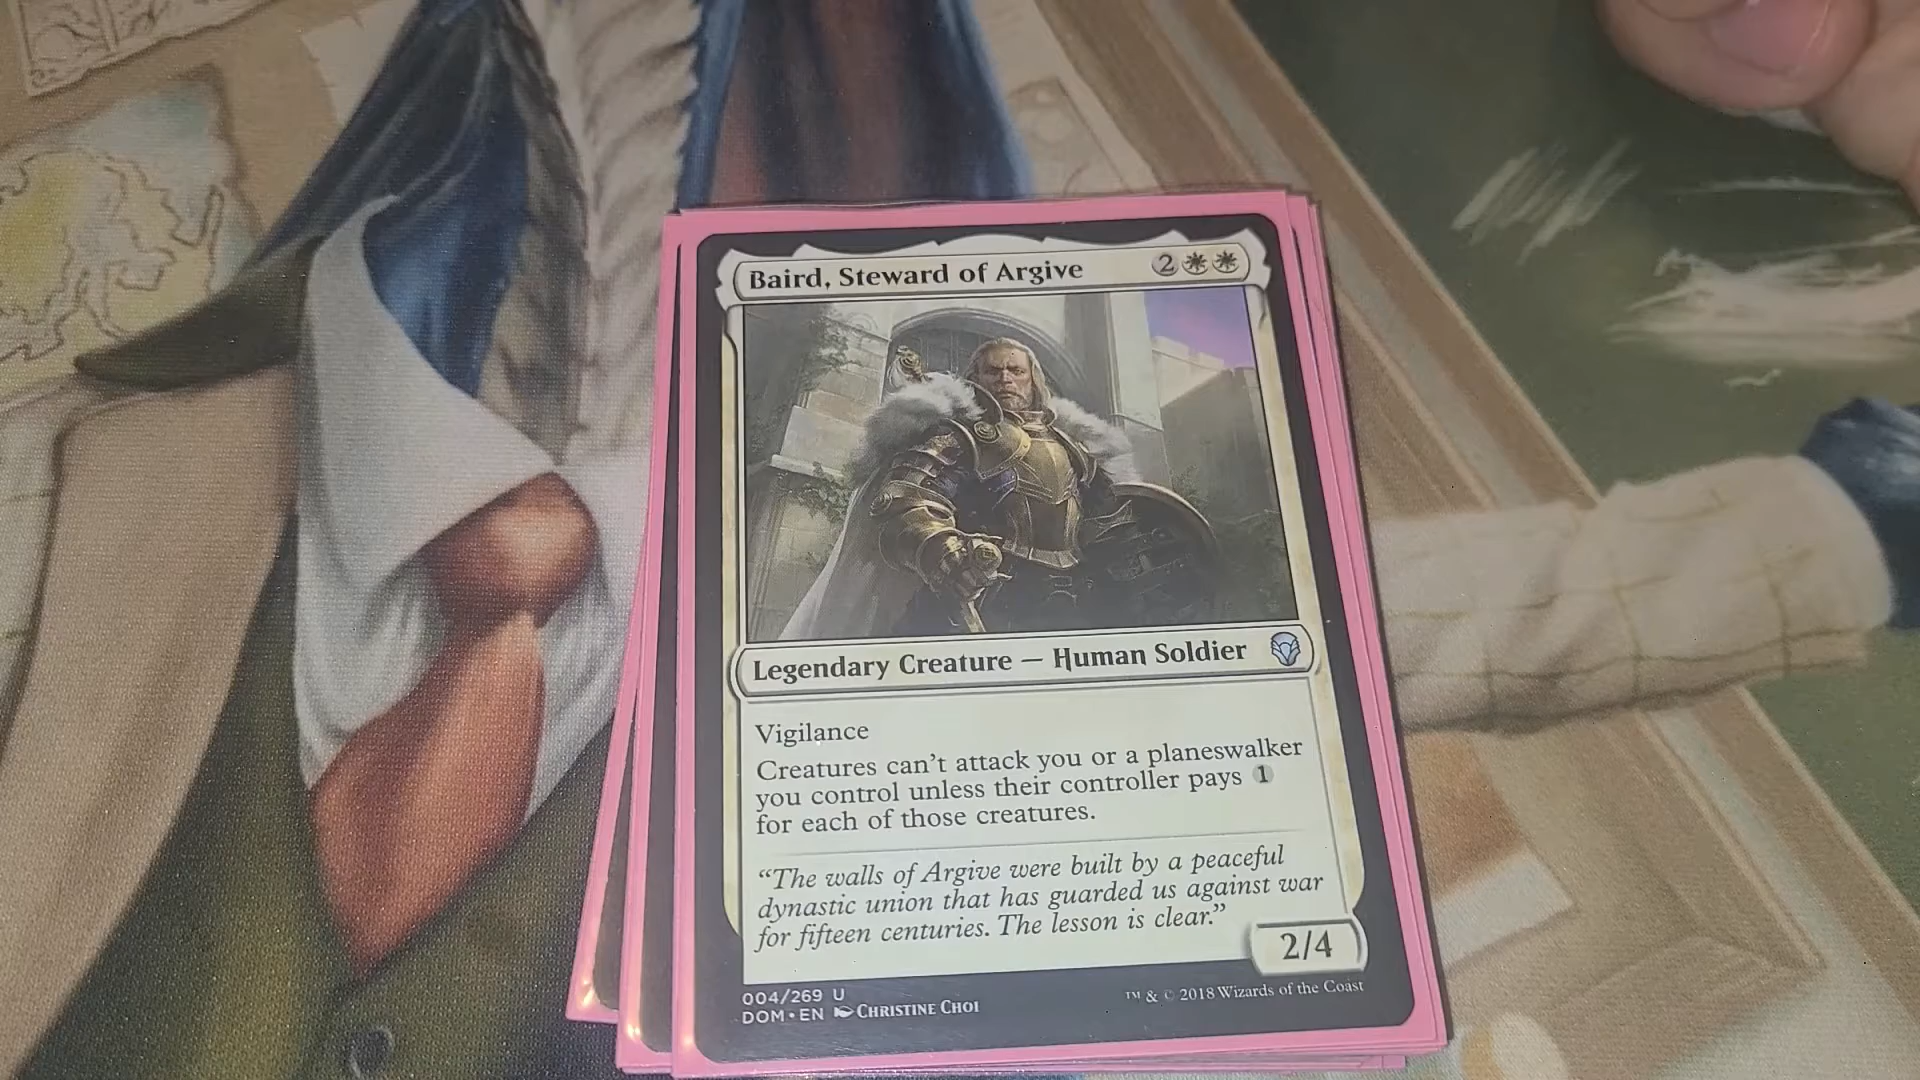 Baird, Steward of Argive 2
Legendary Creature — Human Soldier
Vigilance
Creatures can't attack you or a planeswalker
you control unless their controller pays 1
for each of those creatures.
“The walls of Argive were built by a peaceful
dynastic union that has guarded us against war
for fifteen centuries. The lesson is clear.”
2/4
004/269 U
DOM • EN CHRISTINE CHOI
™ & © 2018 Wizards of the Coast